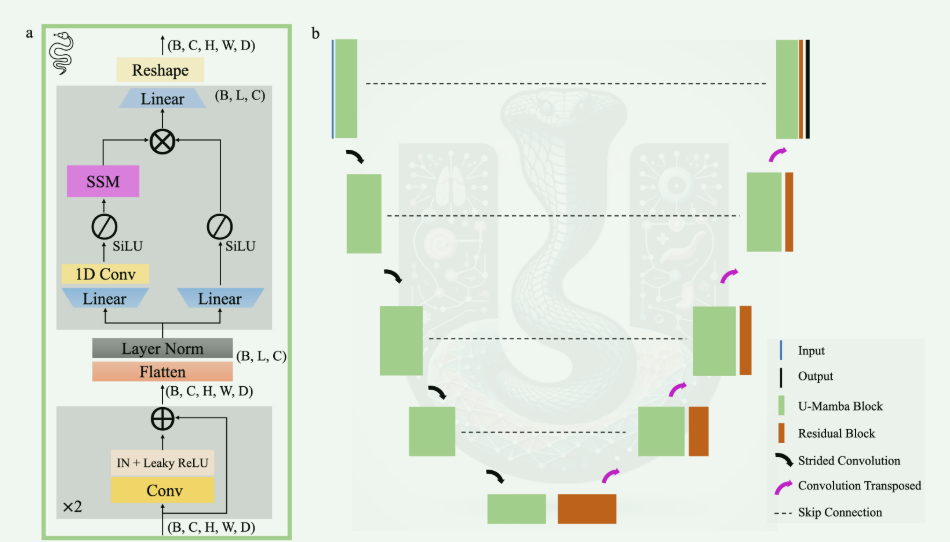 a
(B, C, H, W, D)
Reshape
Linear
(B, L, C)
SSM
SiLU
SiLU
1D Conv
Linear
Linear
Layer Norm
(B, L, C)
Flatten
(B, C, H, W, D)
IN + Leaky ReLU
Conv
×2
(B, C, H, W, D)
b
Input
Output
U-Mamba Block
Residual Block
Strided Convolution
Convolution Transposed
Skip Connection